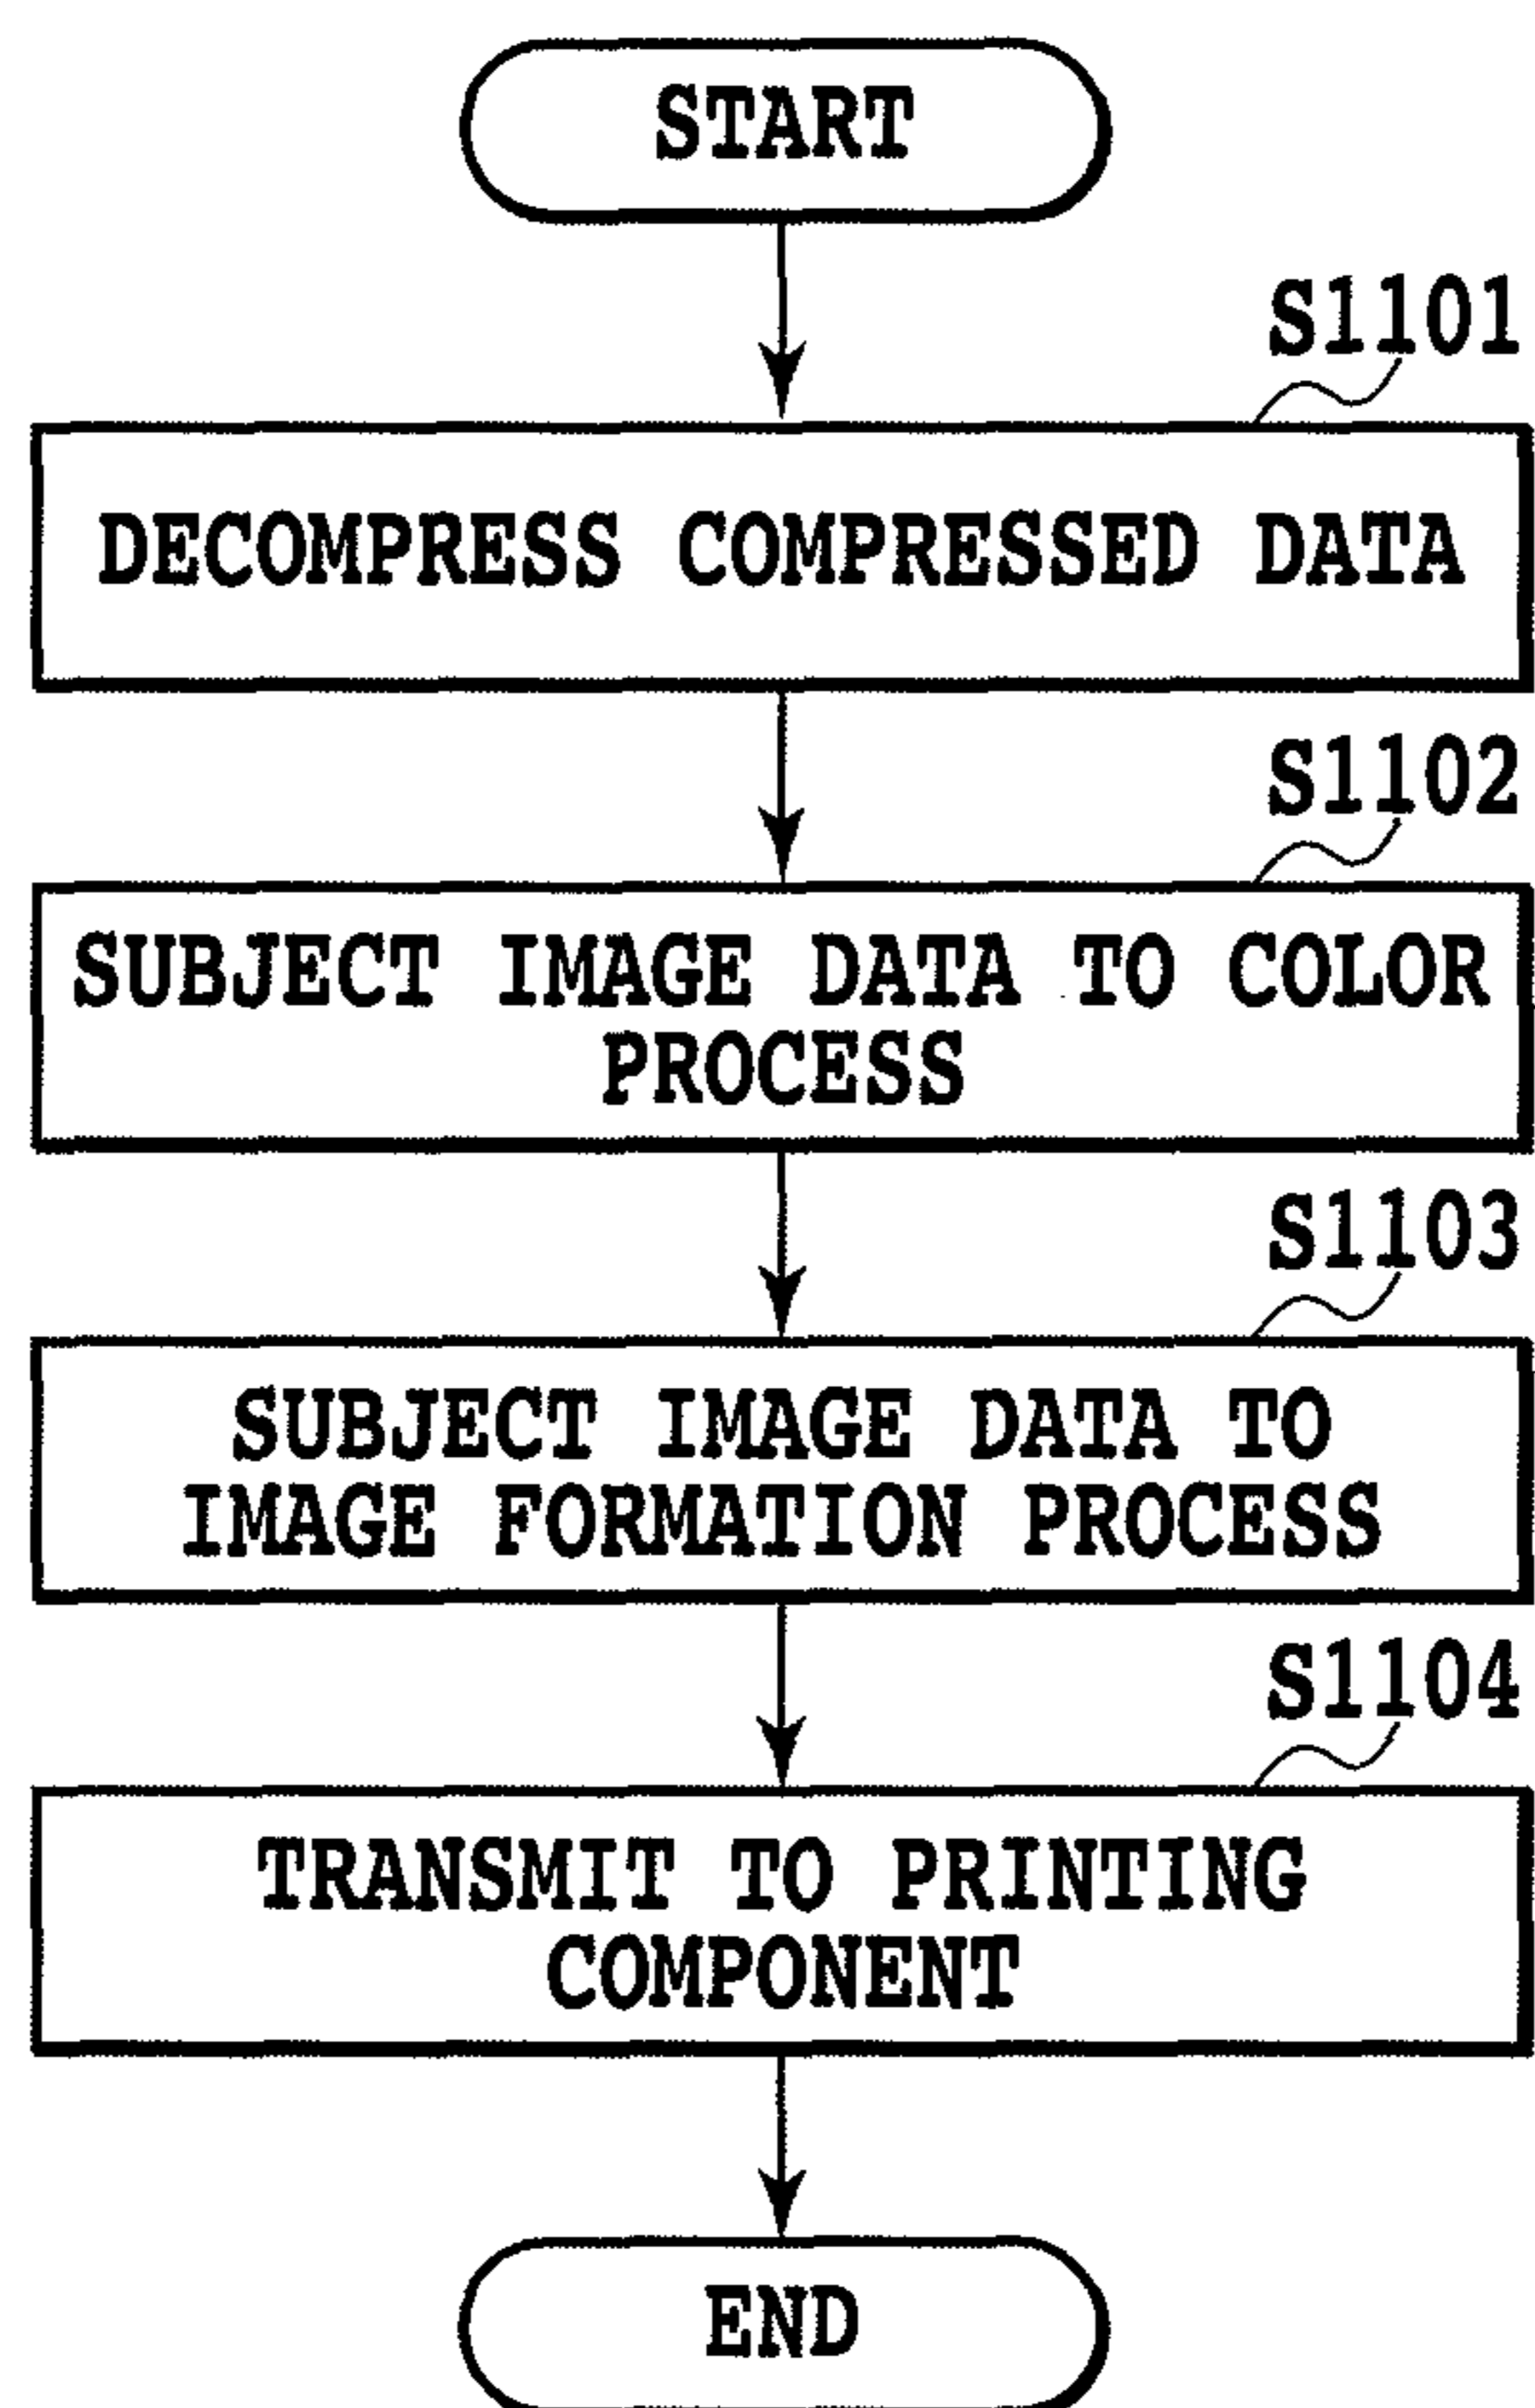 START
S1101
DECOMPRESS COMPRESSED DATA
S1102
SUBJECT IMAGE DATA TO COLOR
PROCESS
S1103
SUBJECT IMAGE DATA TO
IMAGE FORMATION PROCESS
S1104
TRANSMIT TO PRINTING
COMPONENT
END